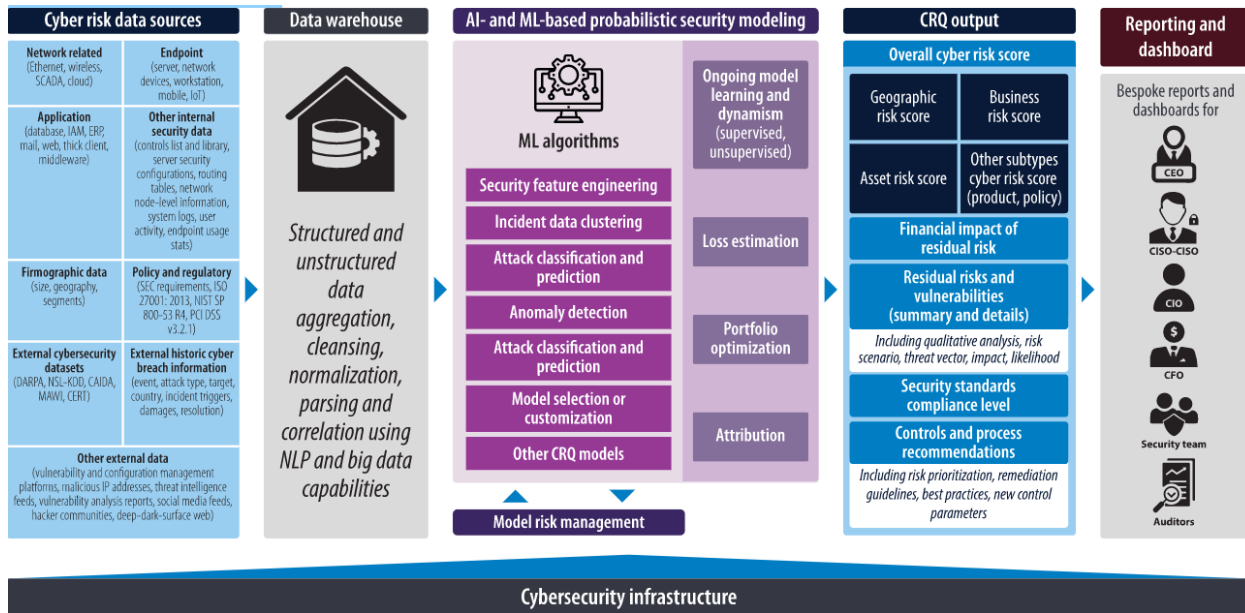 Cyber risk data sources
Network related
(Ethernet, wireless,
SCADA, cloud)
Endpoint
(server, network
devices, workstation,
mobile, IoT)
Application
(database, IAM, ERP,
mail, web, thick client,
middleware)
Other internal
security data
(controls list and library,
server security
configurations, routing
tables, network
node-level information,
system logs, user
activity, endpoint usage
stats)
Firmographic data
(size, geography,
segments)
Policy and regulatory
(SEC requirements, ISO
27001: 2013, NIST SP
800-53 R4, PCI DSS
v3.2.1)
External cybersecurity
datasets
(DARPA, NSL-KDD, CAIDA,
MAWI, CERT)
External historic cyber
breach information
(event, attack type, target,
country, incident triggers,
damages, resolution)
Other external data
(vulnerability and configuration management
platforms, malicious IP addresses, threat intelligence
feeds, vulnerability analysis reports, social media feeds,
hacker communities, deep-dark-surface web)
Data warehouse
Structured and
unstructured
data
aggregation,
cleansing,
normalization,
parsing and
correlation using
NLP and big data
capabilities
AI- and ML-based probabilistic security modeling
ML algorithms
Security feature engineering
Incident data clustering
Attack classification and
prediction
Anomaly detection
Attack classification and
prediction
Model selection or
customization
Other CRQ models
Ongoing model
learning and
dynamism
(supervised,
unsupervised)
Loss estimation
Portfolio
optimization
Attribution
Model risk management
CRQ output
Overall cyber risk score
Geographic
risk score
Business
risk score
Asset risk score
Other subtypes
cyber risk score
(product, policy)
Financial impact of
residual risk
Residual risks and
vulnerabilities
(summary and details)
Including qualitative analysis, risk
scenario, threat vector, impact, likelihood
Security standards
compliance level
Controls and process
recommendations
Including risk prioritization, remediation
guidelines, best practices, new control
parameters
Reporting and
dashboard
Bespoke reports and
dashboards for
CEO
CISO-CISO
CIO
$
CFO
Security team
Auditors
Cybersecurity infrastructure